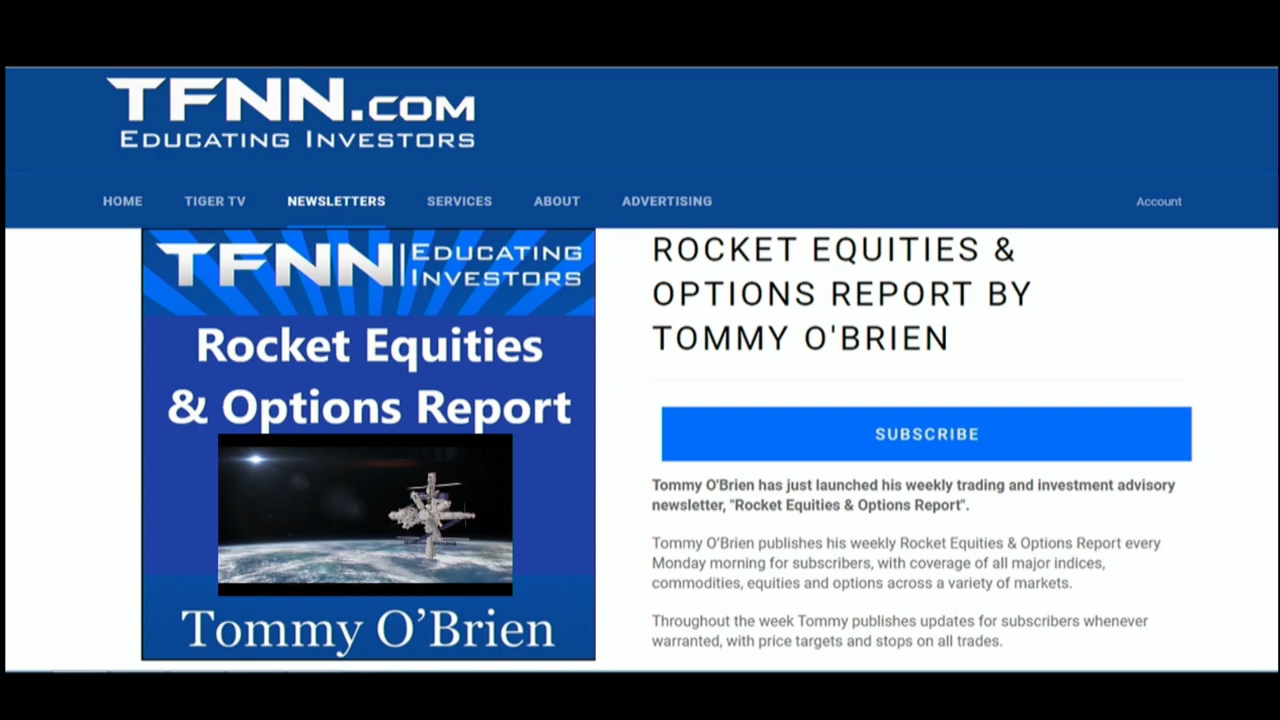 TFNN.COM
EDUCATING INVESTORS
HOME TIGER TV NEWSLETTERS SERVICES ABOUT ADVERTISING Account
TFNN EDUCATING
INVESTORS
Rocket Equities
& Options Report
Tommy O’Brien
ROCKET EQUITIES &
OPTIONS REPORT BY
TOMMY O'BRIEN
SUBSCRIBE
Tommy O'Brien has just launched his weekly trading and investment advisory
newsletter, "Rocket Equities & Options Report".
Tommy O'Brien publishes his weekly Rocket Equities & Options Report every
Monday morning for subscribers, with coverage of all major indices,
commodities, equities and options across a variety of markets.
Throughout the week Tommy publishes updates for subscribers whenever
warranted, with price targets and stops on all trades.